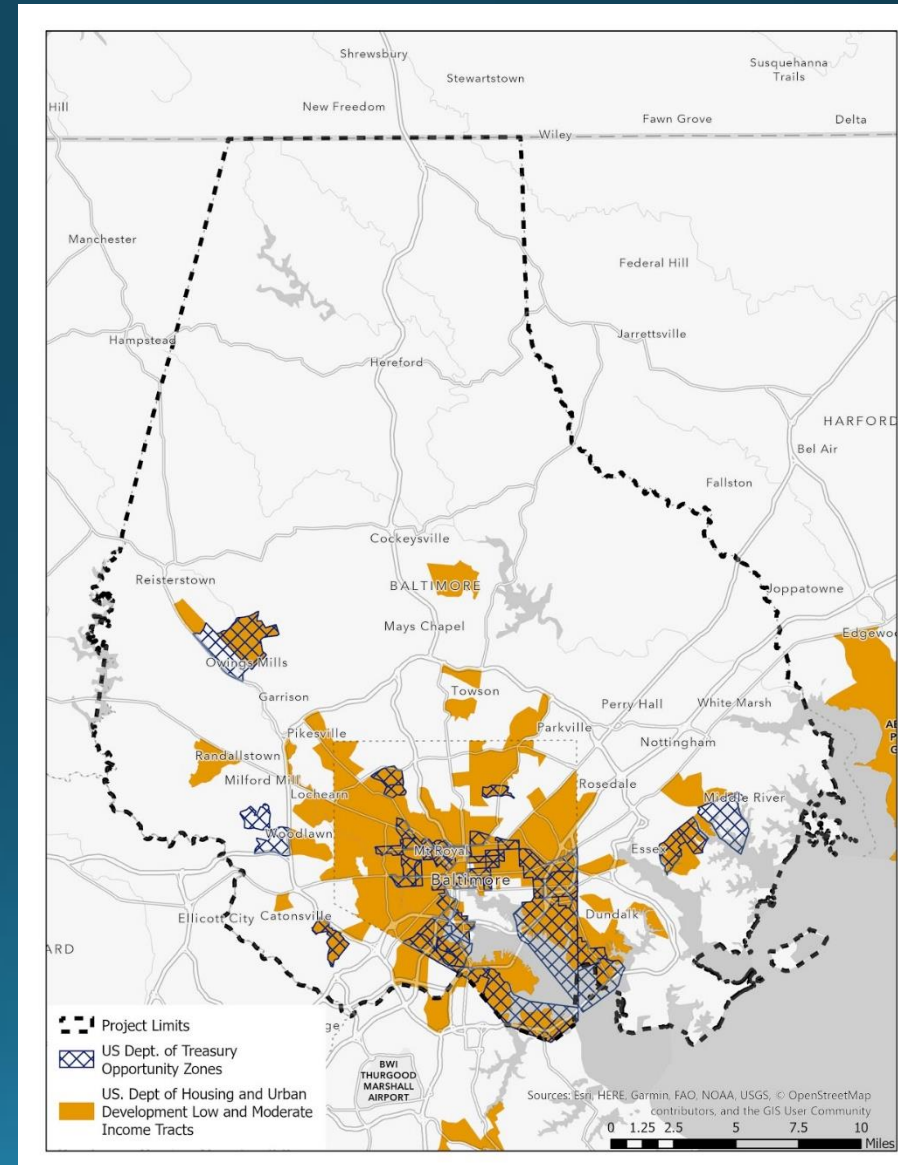 Shrewsbury
Stewartstown
Susquehanna
Trails
Hill
New Freedom
Fawn Grove
Delta
Wiley
Manchester
Federal Hill
Hampstead
Jarrettsville
Hereford
HARFORD
Bel Air
Fallston
Cockeysville
Reisterstown
BALTIMORE
Joppatowne
Mays Chapel
Edgewoo
Owings Mills
Garrison
Towson
Perry Hall
White Marsh
Pikesville
Parkville
Nottingham
Randallstown
Milford Mill
Lochearn
Rosedale
Middle River
Woodlawn
Mt Royal
Essex
Baltimore
Ellicott City
Catonsville
Dundalk
ARD
Project Limits
ge
US Dept. of Treasury
Opportunity Zones
US. Dept of Housing and Urban
Development Low and Moderate
Income Tracts
BWI
THURGOOD
MARSHALL
AIRPORT
Sources: Esri, HERE, Garmin, FAO, NOAA, USGS, © OpenStreetMap
contributors, and the GIS User Community
0 1.25 2.5 5 7.5 10
Miles